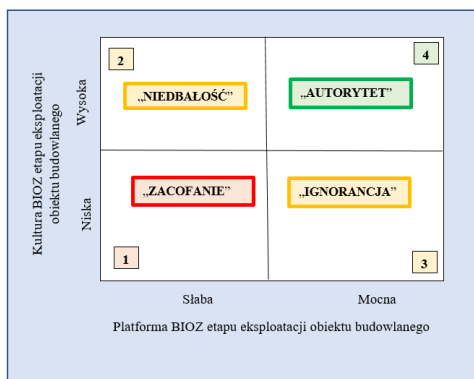 2
4
„NIEDBAŁOŚĆ”
„AUTORYTET”
„ZACOFANIE”
„IGNORANCJA”
1
3
Kultura BIOZ etapu eksploatacji
obiektu budowlanego
Wysoka
Niska
Słaba
Mocna
Platforma BIOZ etapu eksploatacji obiektu budowlanego